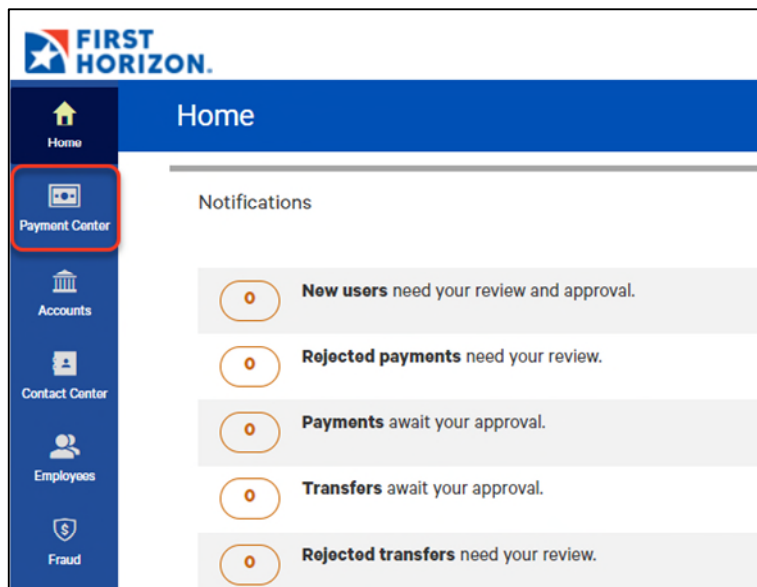 FIRST
HORIZON.
Home
Home
Payment Center
Accounts
Contact Center
Employees
Fraud
Notifications
0 New users need your review and approval.
0 Rejected payments need your review.
0 Payments await your approval.
0 Transfers await your approval.
0 Rejected transfers need your review.